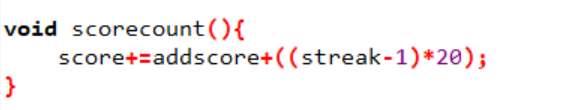 void scorecount(){
score+=addscore+((streak-1)*20);
}